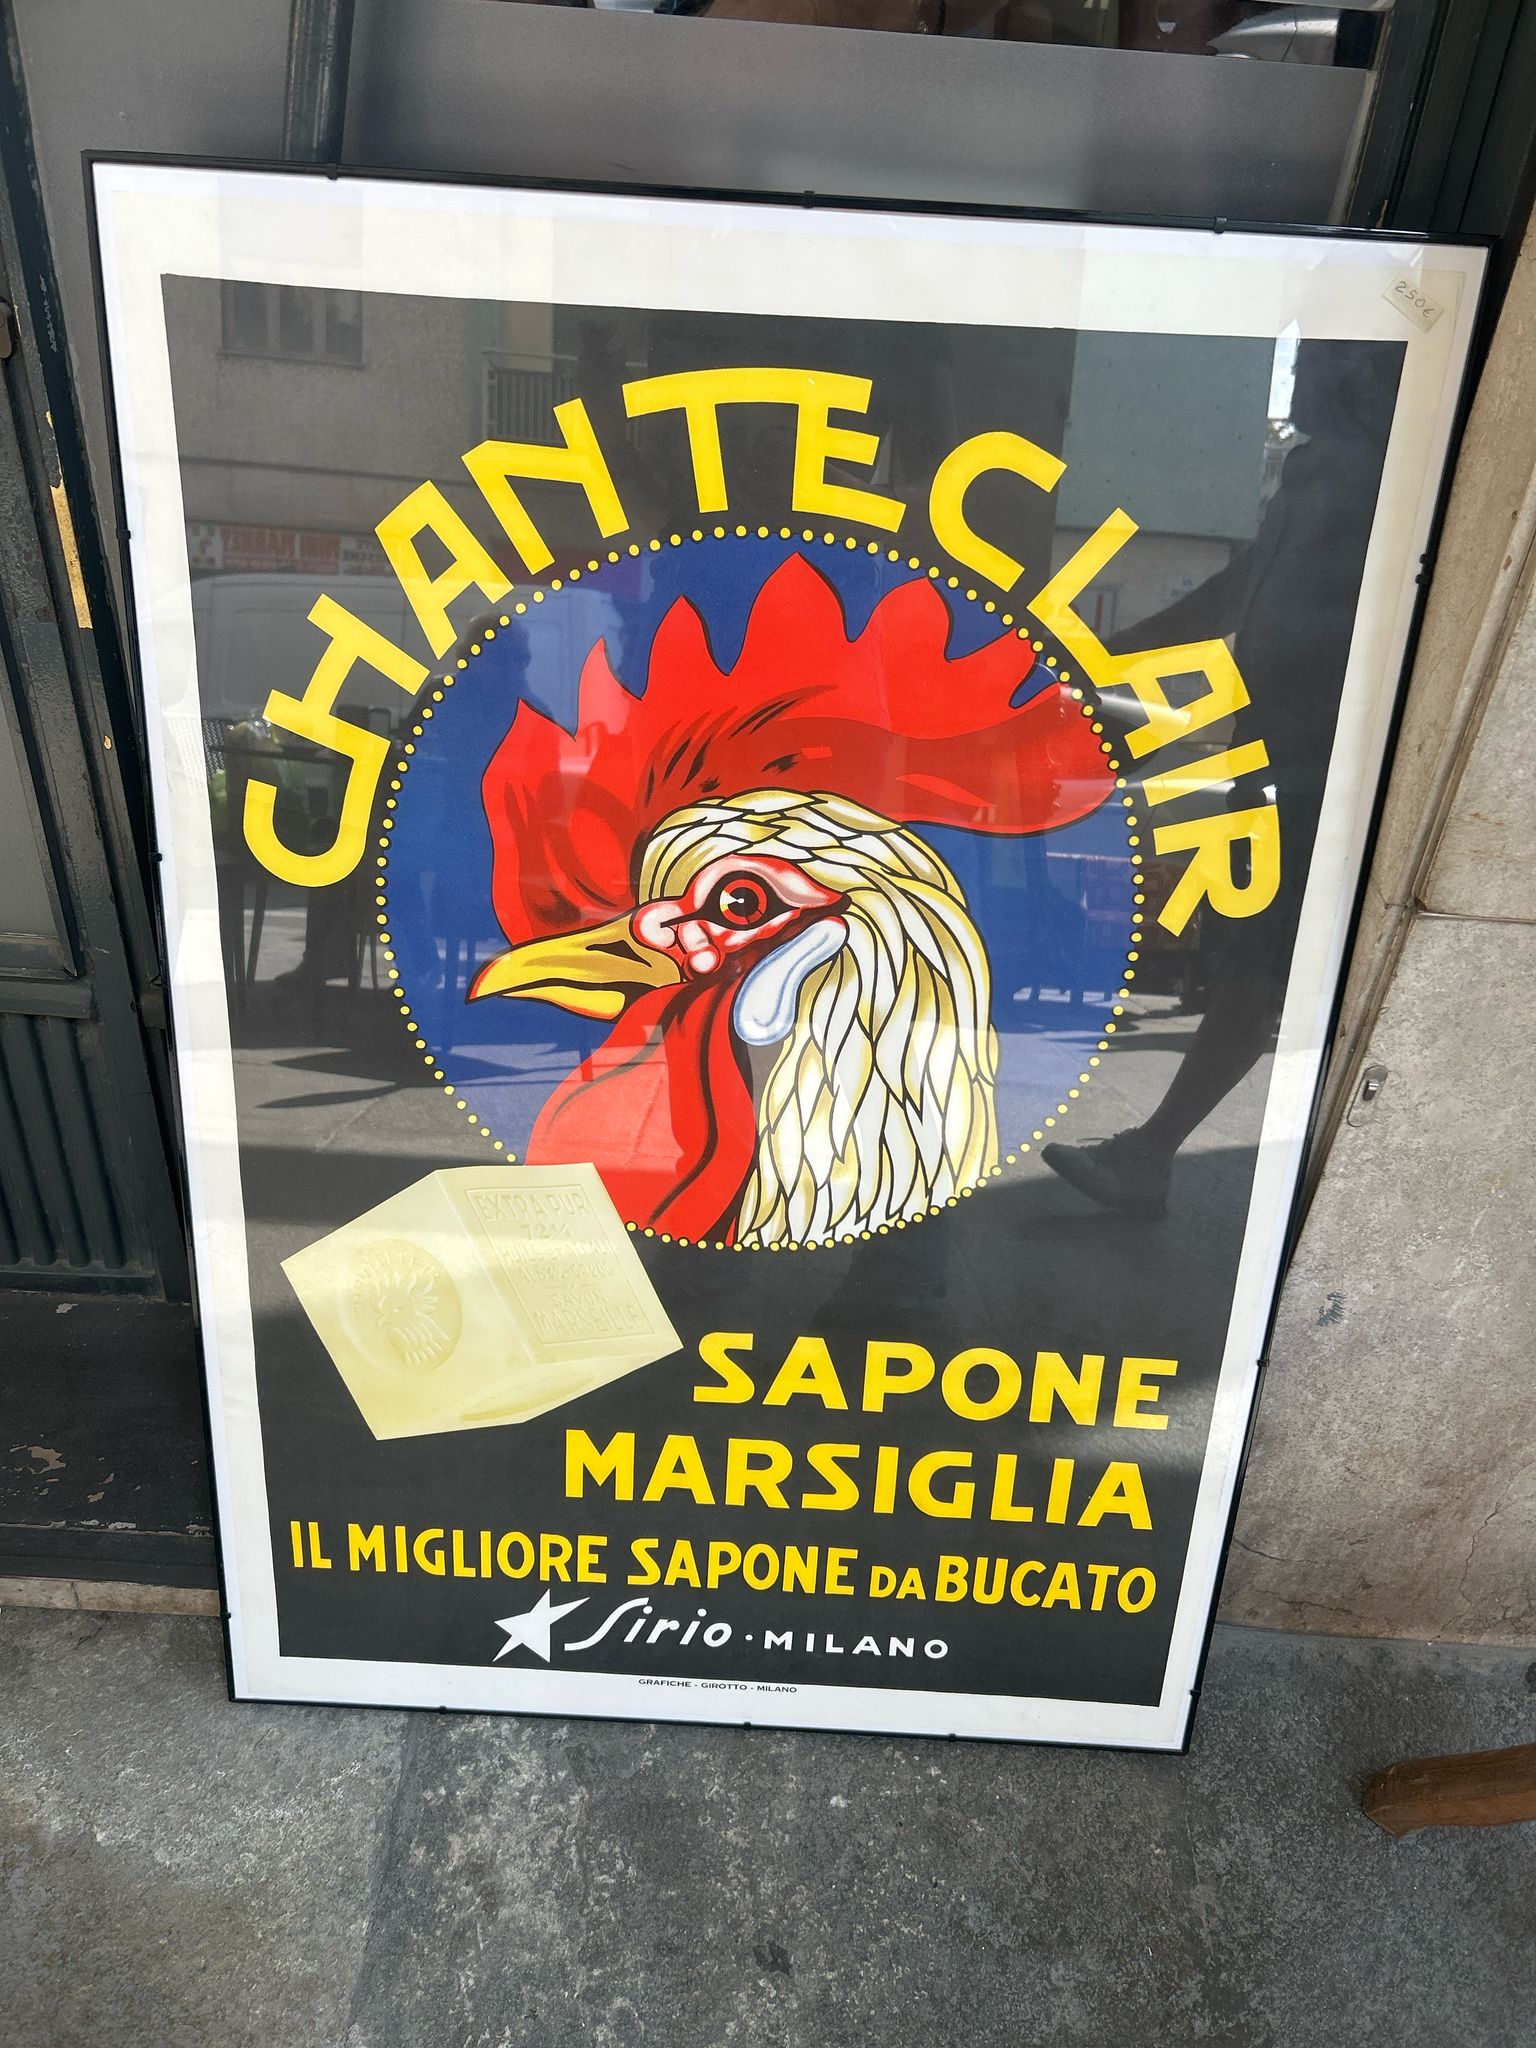 250€
CHANTECLAIR
EXTRA PUR
72%
SAVON
MARSEILLE
SAPONE
MARSIGLIA
IL MIGLIORE SAPONE DA BUCATO
Sirio · MILANO
GRAFICHE - GIROTTO - MILANO